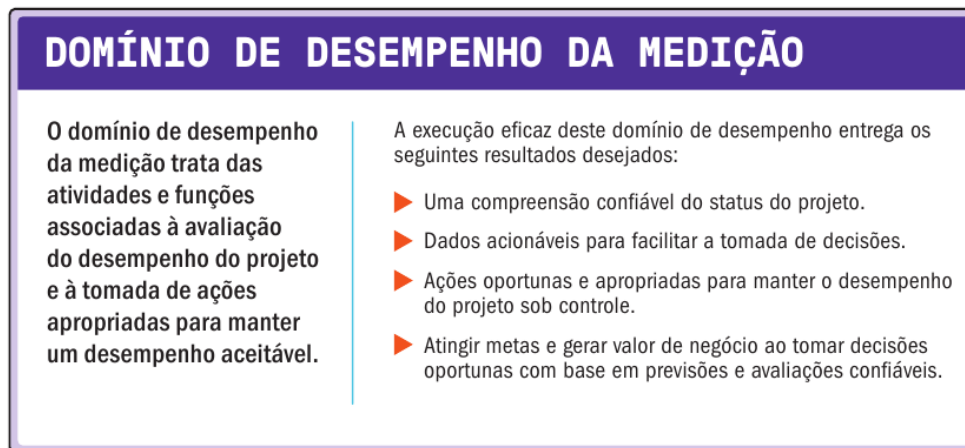 DOMÍNIO DE DESEMPENHO DA MEDIÇÃO
O domínio de desempenho
da medição trata das
atividades e funções
associadas à avaliação
do desempenho do projeto
e à tomada de ações
apropriadas para manter
um desempenho aceitável.
A execução eficaz deste domínio de desempenho entrega os
seguintes resultados desejados:
Uma compreensão confiável do status do projeto.
Dados acionáveis para facilitar a tomada de decisões.
Ações oportunas e apropriadas para manter o desempenho
do projeto sob controle.
Atingir metas e gerar valor de negócio ao tomar decisões
oportunas com base em previsões e avaliações confiáveis.